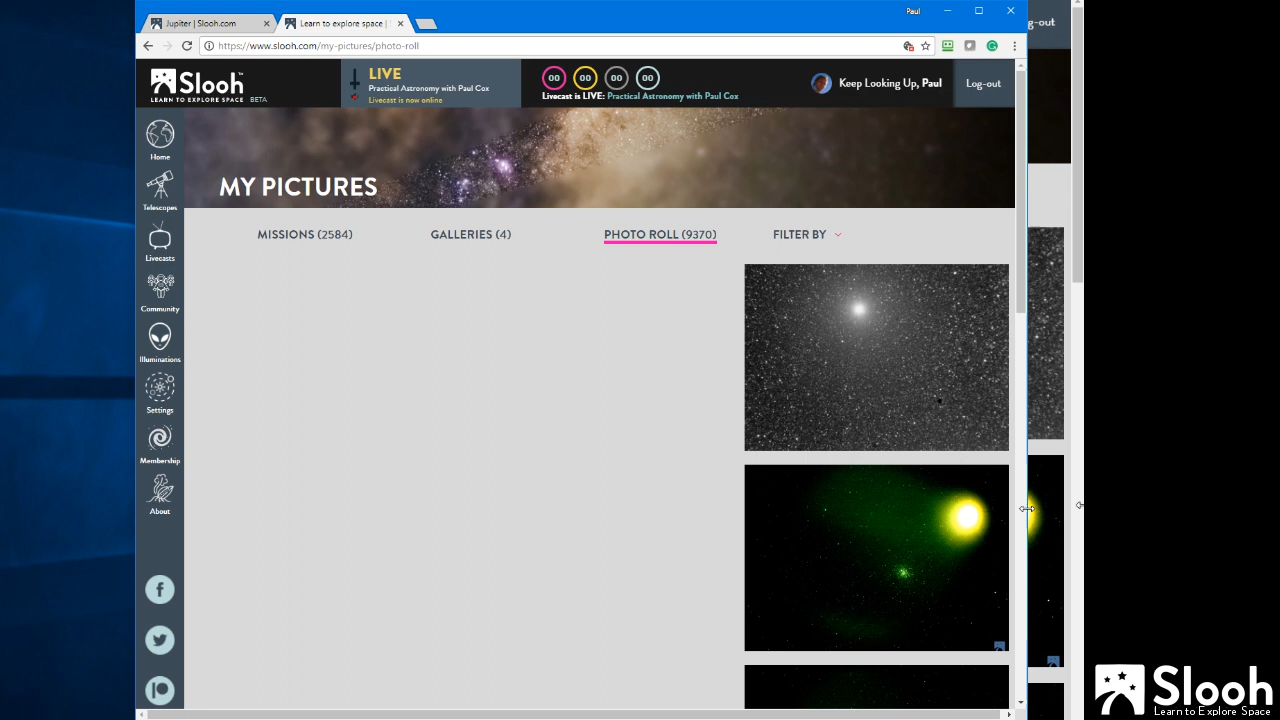 Paul
Jupiter | Slooh.com
Learn to explore space |
https://www.slooh.com/my-pictures/photo-roll
g-out
Slooh
LEARN TO EXPLORE SPACE BETA
LIVE
Practical Astronomy with Paul Cox
Livecast is now online
00 00 00 00
Livecast is LIVE: Practical Astronomy with Paul Cox
Keep Looking Up, Paul
Log-out
Home
Telescopes
Livecasts
Community
Illuminations
Settings
Membership
About
MY PICTURES
MISSIONS (2584)
GALLERIES (4)
PHOTO ROLL (9370)
FILTER BY
Slooh
Learn to Explore Space